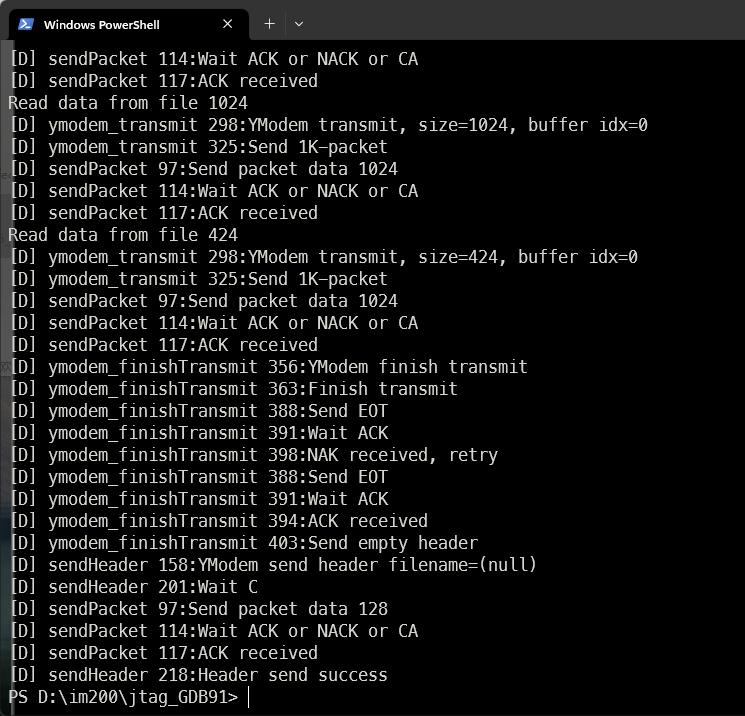 Windows PowerShell
[D] sendPacket 114:Wait ACK or NACK or CA
[D] sendPacket 117:ACK received
Read data from file 1024
[D] ymodem_transmit 298:YModem transmit, size=1024, buffer idx=0
[D] ymodem_transmit 325:Send 1K-packet
[D] sendPacket 97:Send packet data 1024
[D] sendPacket 114:Wait ACK or NACK or CA
[D] sendPacket 117:ACK received
Read data from file 424
[D] ymodem_transmit 298:YModem transmit, size=424, buffer idx=0
[D] ymodem_transmit 325:Send 1K-packet
[D] sendPacket 97:Send packet data 1024
[D] sendPacket 114:Wait ACK or NACK or CA
[D] sendPacket 117:ACK received
[D] ymodem_finishTransmit 356:YModem finish transmit
[D] ymodem_finishTransmit 363:Finish transmit
[D] ymodem_finishTransmit 388:Send EOT
[D] ymodem_finishTransmit 391:Wait ACK
[D] ymodem_finishTransmit 398:NAK received, retry
[D] ymodem_finishTransmit 388:Send EOT
[D] ymodem_finishTransmit 391:Wait ACK
[D] ymodem_finishTransmit 394:ACK received
[D] ymodem_finishTransmit 403:Send empty header
[D] sendHeader 158:YModem send header filename=(null)
[D] sendHeader 201:Wait C
[D] sendPacket 97:Send packet data 128
[D] sendPacket 114:Wait ACK or NACK or CA
[D] sendPacket 117:ACK received
[D] sendHeader 218:Header send success
PS D:\im200\jtag_GDB91>